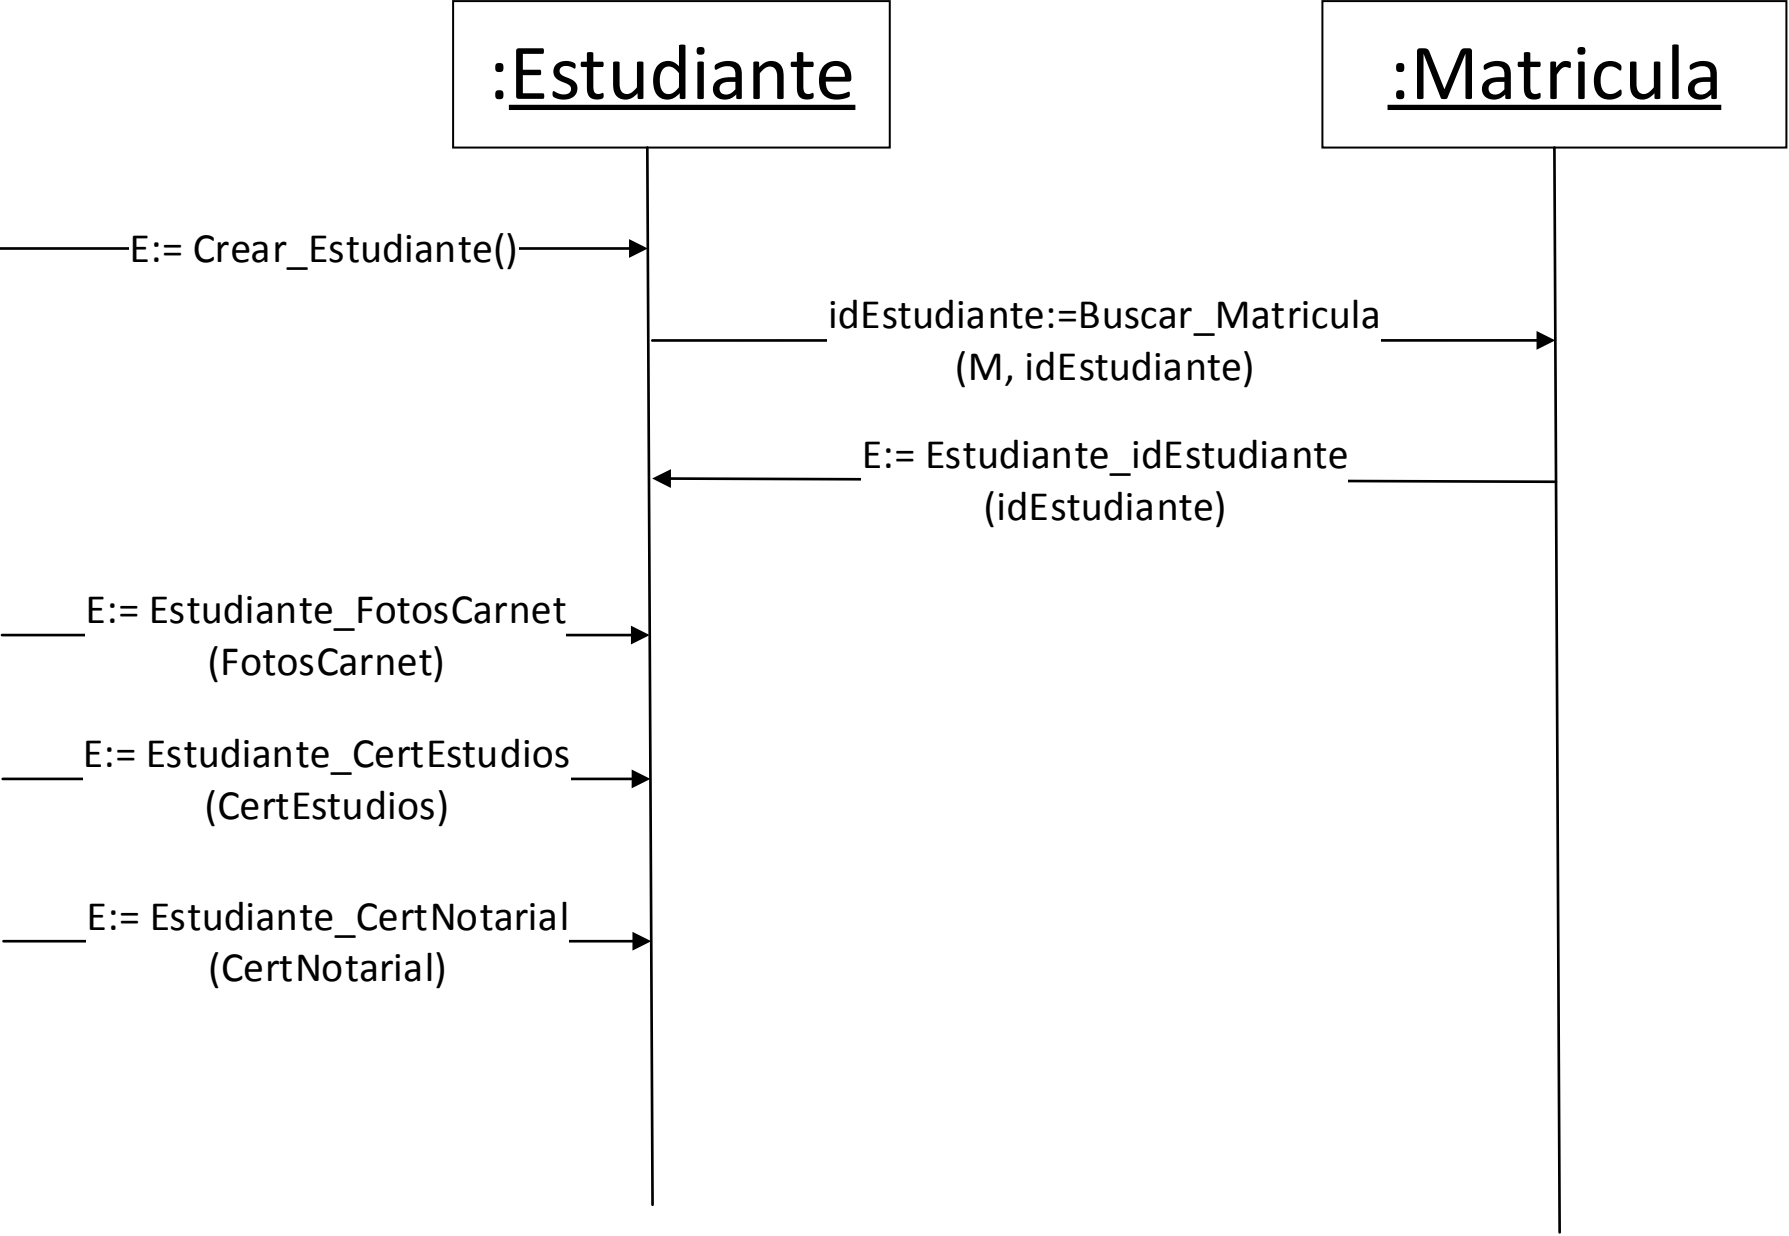 :Estudiante
:Matricula
E:= Crear_Estudiante()
idEstudiante:=Buscar_Matricula
(M, idEstudiante)
E:= Estudiante_idEstudiante
(idEstudiante)
E:= Estudiante_FotosCarnet
(FotosCarnet)
E:= Estudiante_CertEstudios
(CertEstudios)
E:= Estudiante_CertNotarial
(CertNotarial)